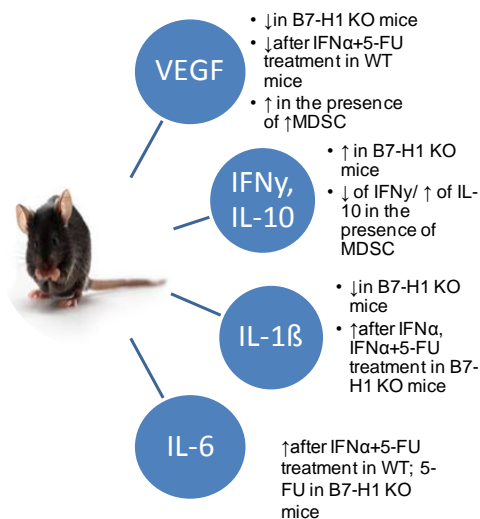 VEGF
• ↓in B7-H1 KO mice
• ↓after IFNα+5-FU
treatment in WT
mice
• ↑ in the presence
of ↑MDSC
IFNy,
IL-10
• ↑ in B7-H1 KO
mice
• ↓ of IFNy/ ↑ of IL-
10 in the
presence of
MDSC
IL-1ß
• ↓in B7-H1 KO
mice
• ↑after IFNα,
IFNα+5-FU
treatment in B7-
H1 KO mice
IL-6
↑after IFNα+5-FU
treatment in WT; 5-
FU in B7-H1 KO
mice